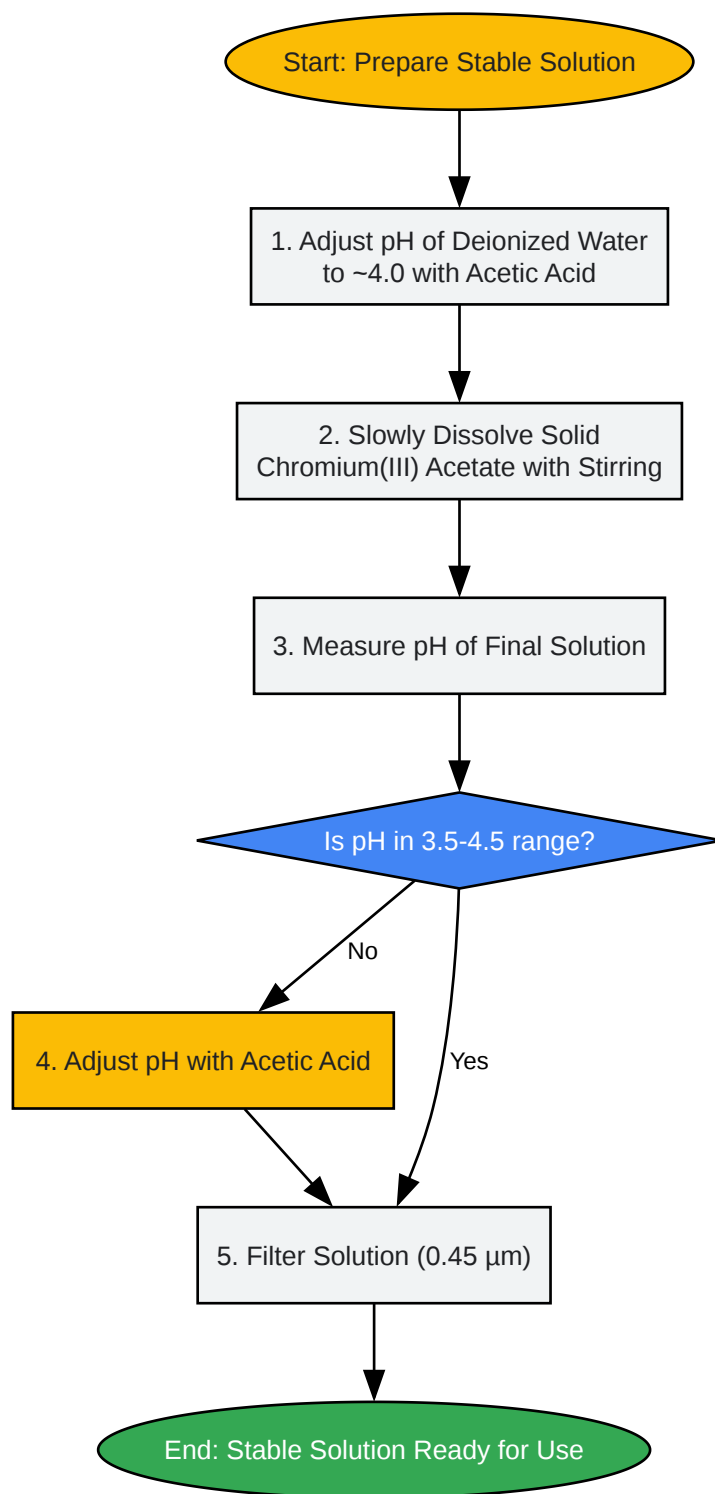 Start: Prepare Stable Solution
1. Adjust pH of Deionized Water
to ~4.0 with Acetic Acid
2. Slowly Dissolve Solid
Chromium(III) Acetate with Stirring
3. Measure pH of Final Solution
Is pH in 3.5-4.5 range?
No
4. Adjust pH with Acetic Acid
Yes
5. Filter Solution (0.45 µm)
End: Stable Solution Ready for Use